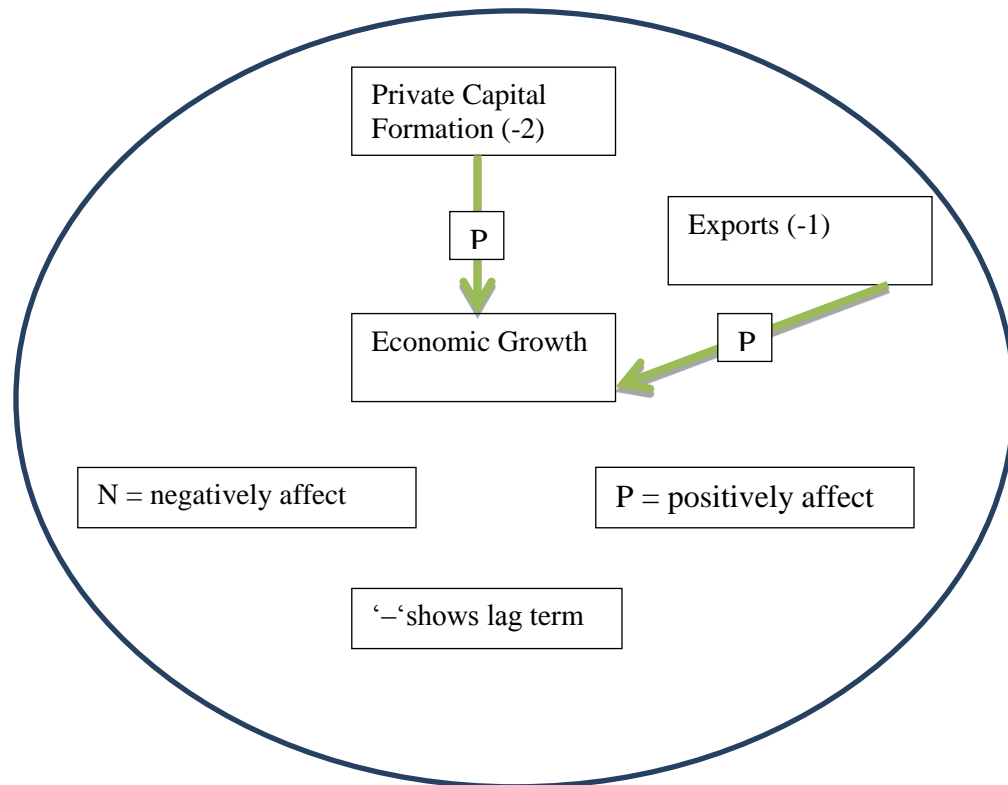 Private Capital
Formation (-2)
P
Exports (-1)
P
Economic Growth
N = negatively affect
P = positively affect
‘–‘shows lag term